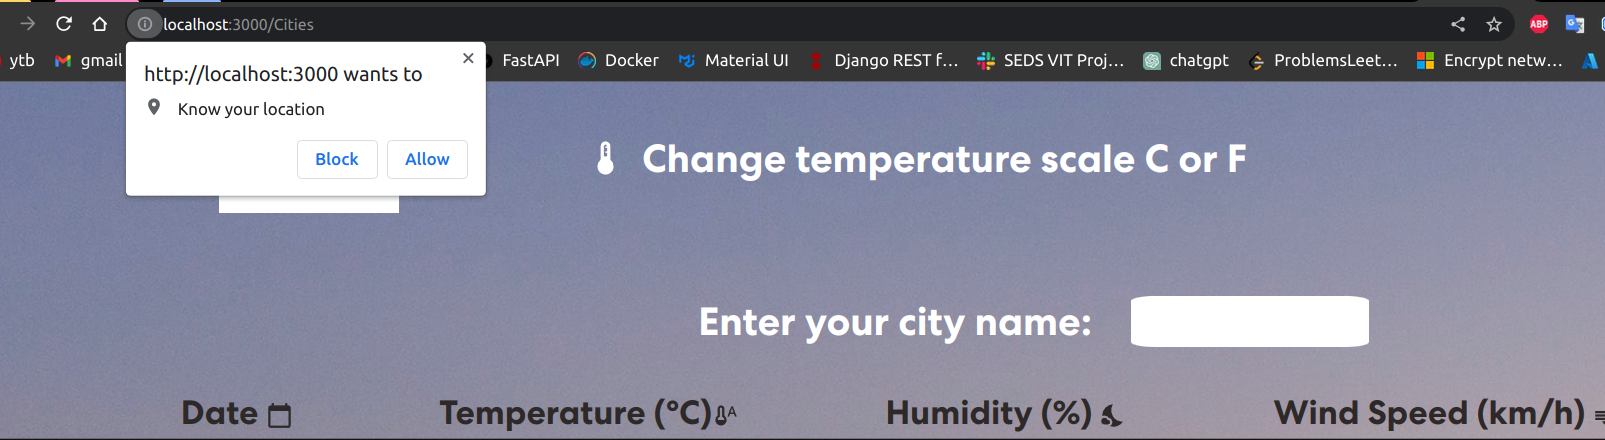 localhost:3000/Cities
ABP
ytb
gmail
FastAPI
Docker
Material UI
Django REST f...
SEDS VIT Proj...
chatgpt
ProblemsLeet...
Encrypt netw...
http://localhost:3000 wants to
Know your location
Block
Allow
Change temperature scale C or F
Enter your city name:
Date
Temperature (°C)
Humidity (%)
Wind Speed (km/h)